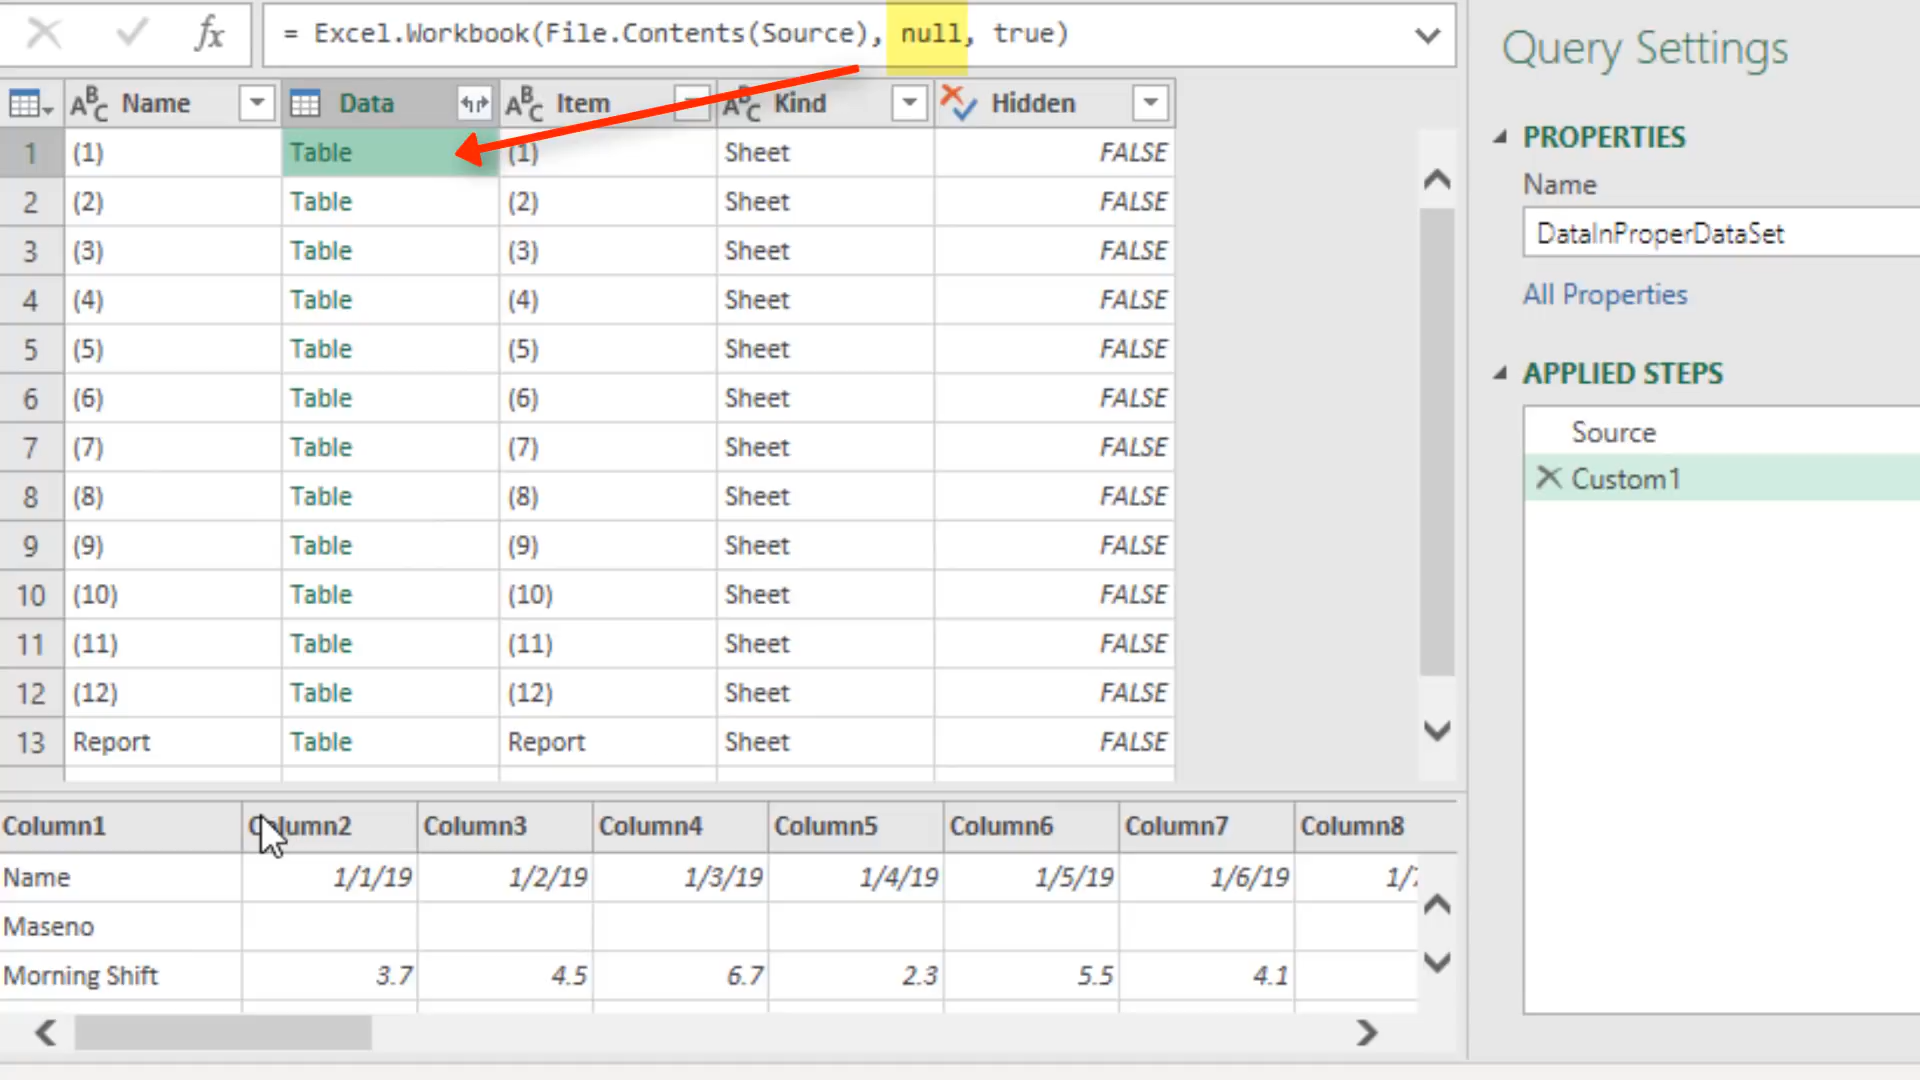 fx = Excel.Workbook(File.Contents(Source), null, true)
Name Data Item Kind Hidden
1 (1) Table (1) Sheet FALSE
2 (2) Table (2) Sheet FALSE
3 (3) Table (3) Sheet FALSE
4 (4) Table (4) Sheet FALSE
5 (5) Table (5) Sheet FALSE
6 (6) Table (6) Sheet FALSE
7 (7) Table (7) Sheet FALSE
8 (8) Table (8) Sheet FALSE
9 (9) Table (9) Sheet FALSE
10 (10) Table (10) Sheet FALSE
11 (11) Table (11) Sheet FALSE
12 (12) Table (12) Sheet FALSE
13 Report Table Report Sheet FALSE
Column1 Column2 Column3 Column4 Column5 Column6 Column7 Column8
Name 1/1/19 1/2/19 1/3/19 1/4/19 1/5/19 1/6/19
Maseno
Morning Shift 3.7 4.5 6.7 2.3 5.5 4.1
Query Settings
PROPERTIES
Name
DataInProperDataSet
All Properties
APPLIED STEPS
Source
Custom1